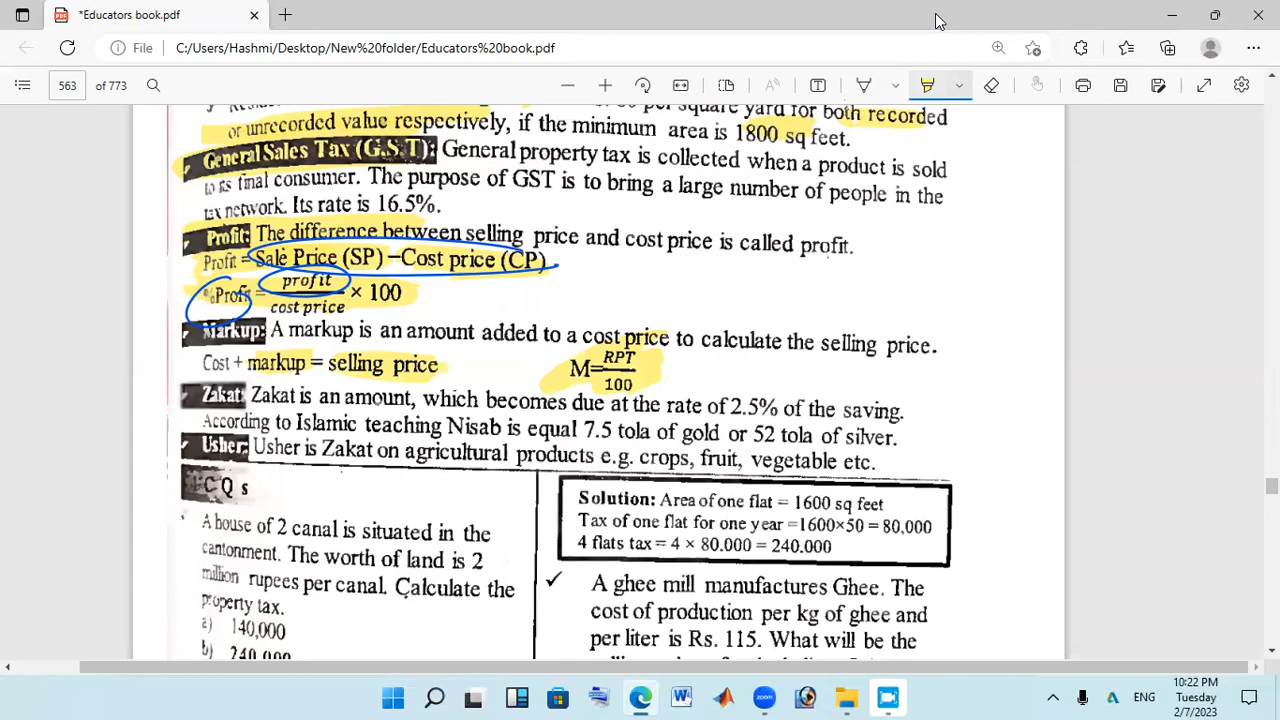 *Educators book.pdf
File C:/Users/Hashmi/Desktop/New%20folder/Educators%20book.pdf
563 of 773
per square yard for both recorded
or unrecorded value respectively, if the minimum area is 1800 sq feet.
General Sales Tax (G.S.T): General property tax is collected when a product is sold
to its final consumer. The purpose of GST is to bring a large number of people in the
tax network. Its rate is 16.5%.
Profit: The difference between selling price and cost price is called profit.
Profit = Sale Price (SP) – Cost price (CP)
%Profit = profit / cost price × 100
Markup: A markup is an amount added to a cost price to calculate the selling price.
Cost + markup = selling price M= RPT / 100
Zakat: Zakat is an amount, which becomes due at the rate of 2.5% of the saving.
According to Islamic teaching Nisab is equal 7.5 tola of gold or 52 tola of silver.
Usher: Usher is Zakat on agricultural products e.g. crops, fruit, vegetable etc.
C Q s
A house of 2 canal is situated in the
cantonment. The worth of land is 2
million rupees per canal. Calculate the
property tax.
a) 140,000
b) 240,000
Solution: Area of one flat = 1600 sq feet
Tax of one flat for one year =1600×50 = 80,000
4 flats tax = 4 × 80.000 = 240.000
✓ A ghee mill manufactures Ghee. The
cost of production per kg of ghee and
per liter is Rs. 115. What will be the
ENG
10:22 PM
Tuesday
2/7/2023